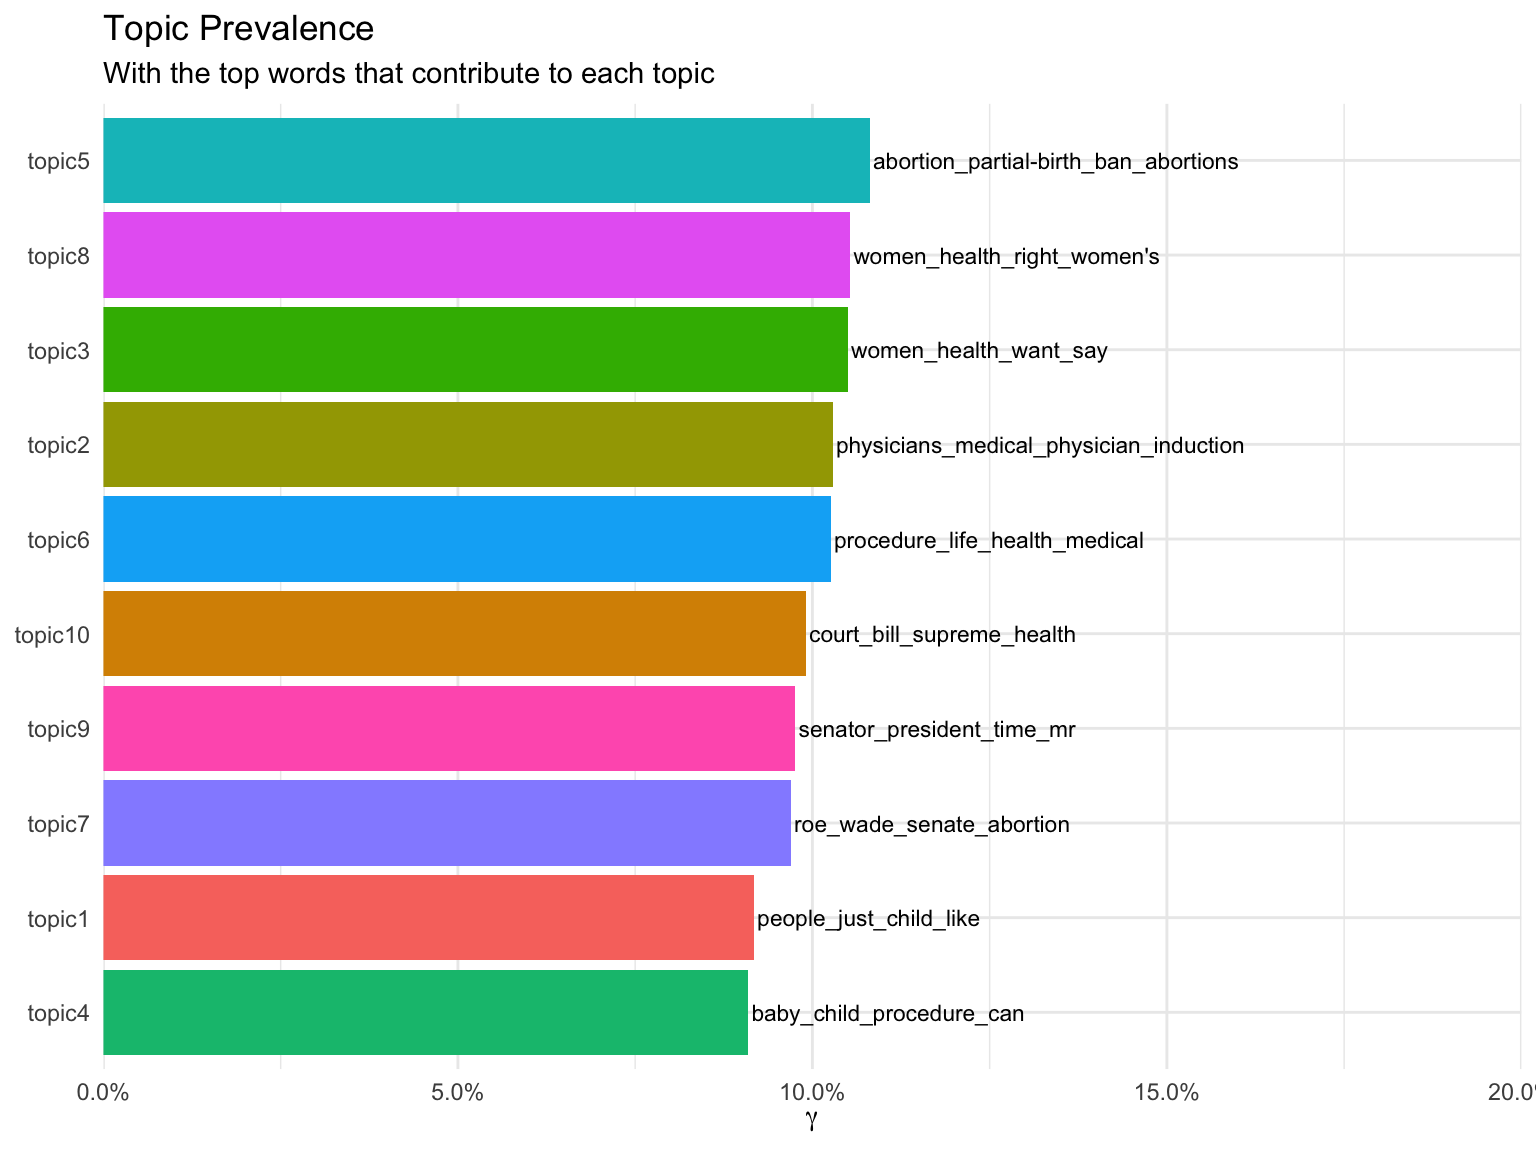 Topic Prevalence
With the top words that contribute to each topic
topic5 abortion_partial-birth_ban_abortions
topic8 women_health_right_women's
topic3 women_health_want_say
topic2 physicians_medical_physician_induction
topic6 procedure_life_health_medical
topic10 court_bill_supreme_health
topic9 senator_president_time_mr
topic7 roe_wade_senate_abortion
topic1 people_just_child_like
topic4 baby_child_procedure_can
0.0% 5.0% 10.0% 15.0% 20.0%
γ